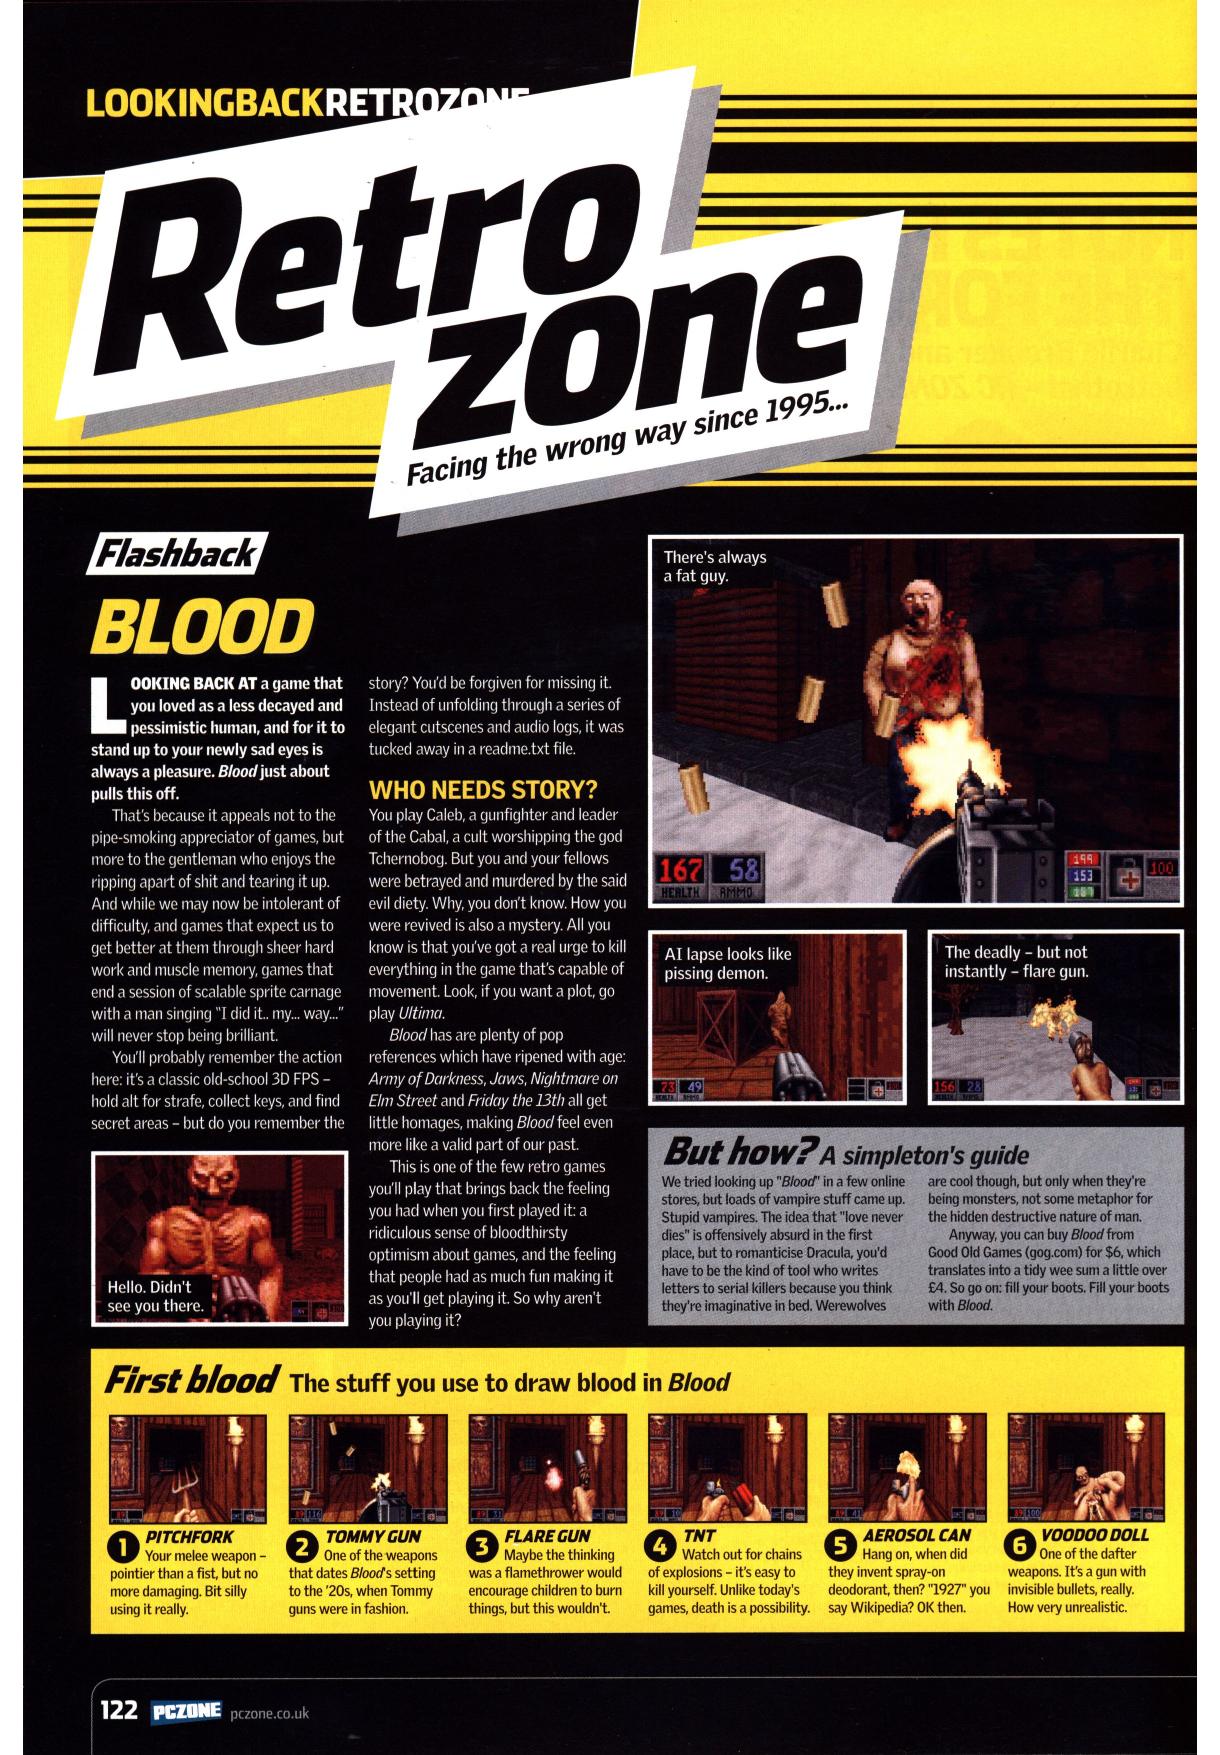 LOOKINGBACKRETROZONE
Retro
zone
Facing the wrong way since 1995...
Flashback
BLOOD
LOOKING BACK AT a game that
you loved as a less decayed and
pessimistic human, and for it to
stand up to your newly sad eyes is
always a pleasure. Blood just about
pulls this off.
That's because it appeals not to the
pipe-smoking appreciator of games, but
more to the gentleman who enjoys the
ripping apart of shit and tearing it up.
And while we may now be intolerant of
difficulty, and games that expect us to
get better at them through sheer hard
work and muscle memory, games that
end a session of scalable sprite carnage
with a man singing "I did it.. my... way..."
will never stop being brilliant.
You'll probably remember the action
here: it's a classic old-school 3D FPS –
hold alt for strafe, collect keys, and find
secret areas – but do you remember the
Hello. Didn't
see you there.
story? You'd be forgiven for missing it.
Instead of unfolding through a series of
elegant cutscenes and audio logs, it was
tucked away in a readme.txt file.
WHO NEEDS STORY?
You play Caleb, a gunfighter and leader
of the Cabal, a cult worshipping the god
Tchernobog. But you and your fellows
were betrayed and murdered by the said
evil diety. Why, you don't know. How you
were revived is also a mystery. All you
know is that you've got a real urge to kill
everything in the game that's capable of
movement. Look, if you want a plot, go
play Ultima.
Blood has are plenty of pop
references which have ripened with age:
Army of Darkness, Jaws, Nightmare on
Elm Street and Friday the 13th all get
little homages, making Blood feel even
more like a valid part of our past.
This is one of the few retro games
you'll play that brings back the feeling
you had when you first played it: a
ridiculous sense of bloodthirsty
optimism about games, and the feeling
that people had as much fun making it
as you'll get playing it. So why aren't
you playing it?
There's always
a fat guy.
167 58
HEALTH AMMO
199
153
100
AI lapse looks like
pissing demon.
73 49
The deadly – but not
instantly – flare gun.
156 28
But how? A simpleton's guide
We tried looking up "Blood" in a few online
stores, but loads of vampire stuff came up.
Stupid vampires. The idea that "love never
dies" is offensively absurd in the first
place, but to romanticise Dracula, you'd
have to be the kind of tool who writes
letters to serial killers because you think
they're imaginative in bed. Werewolves
are cool though, but only when they're
being monsters, not some metaphor for
the hidden destructive nature of man.
Anyway, you can buy Blood from
Good Old Games (gog.com) for $6, which
translates into a tidy wee sum a little over
£4. So go on: fill your boots. Fill your boots
with Blood.
First blood The stuff you use to draw blood in Blood
1 PITCHFORK
Your melee weapon –
pointier than a fist, but no
more damaging. Bit silly
using it really.
2 TOMMY GUN
One of the weapons
that dates Blood's setting
to the '20s, when Tommy
guns were in fashion.
3 FLARE GUN
Maybe the thinking
was a flamethrower would
encourage children to burn
things, but this wouldn't.
4 TNT
Watch out for chains
of explosions – it's easy to
kill yourself. Unlike today's
games, death is a possibility.
5 AEROSOL CAN
Hang on, when did
they invent spray-on
deodorant, then? "1927" you
say Wikipedia? OK then.
6 VOODOO DOLL
One of the dafter
weapons. It's a gun with
invisible bullets, really.
How very unrealistic.
122 PCZONE pczone.co.uk